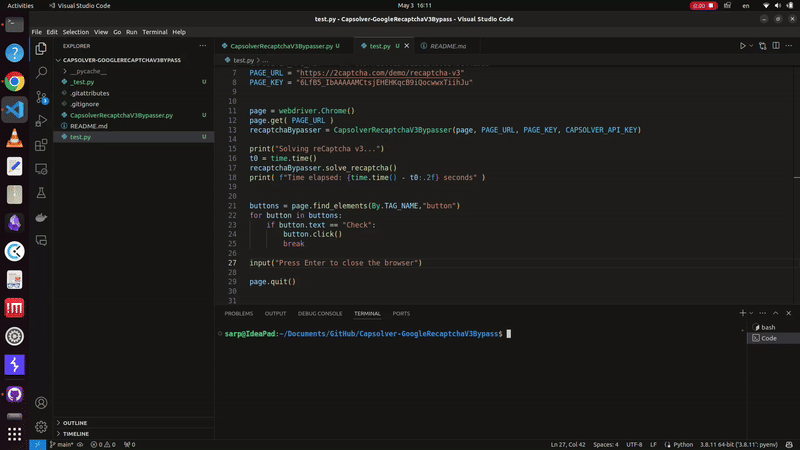 Activities
Visual Studio Code
May 3 16:11
en
test.py - Capsolver-GoogleRecaptchaV3Bypass - Visual Studio Code
File Edit Selection View Go Run Terminal Help
EXPLORER
CAPSOLVER-GOOGLERECAPTCHAV3BYPASS
__pycache__
_test.py U
.gitattributes
.gitignore
CapsolverRecaptchaV3Bypasser.py U
README.md
test.py U
OUTLINE
TIMELINE
CapsolverRecaptchaV3Bypasser.py U
test.py U
README.md
test.py > ...
7 PAGE_URL = "https://2captcha.com/demo/recaptcha-v3"
8 PAGE_KEY =
9
10
11 page = webdriver.Chrome()
12 page.get( PAGE_URL )
13 recaptchaBypasser = CapsolverRecaptchaV3Bypasser(page, PAGE_URL, PAGE_KEY, CAPSOLVER_API_KEY)
14
15 print("Solving reCaptcha v3...")
16 t0 = time.time()
17 recaptchaBypasser.solve_recaptcha()
18 print( f"Time elapsed: {time.time() - t0:.2f} seconds" )
19
20
21 buttons = page.find_elements(By.TAG_NAME,"button")
22 for button in buttons:
23 if button.text == "Check":
24 button.click()
25 break
26
27 input("Press Enter to close the browser")
28
29 page.quit()
30
31
PROBLEMS OUTPUT DEBUG CONSOLE TERMINAL PORTS
sarp@IdeaPad:~/Documents/GitHub/Capsolver-GoogleRecaptchaV3Bypass$
bash
Code
main* 0 0 0 Ln 27, Col 42 Spaces: 4 UTF-8 LF Python 3.8.11 64-bit ('3.8.11': pyenv)